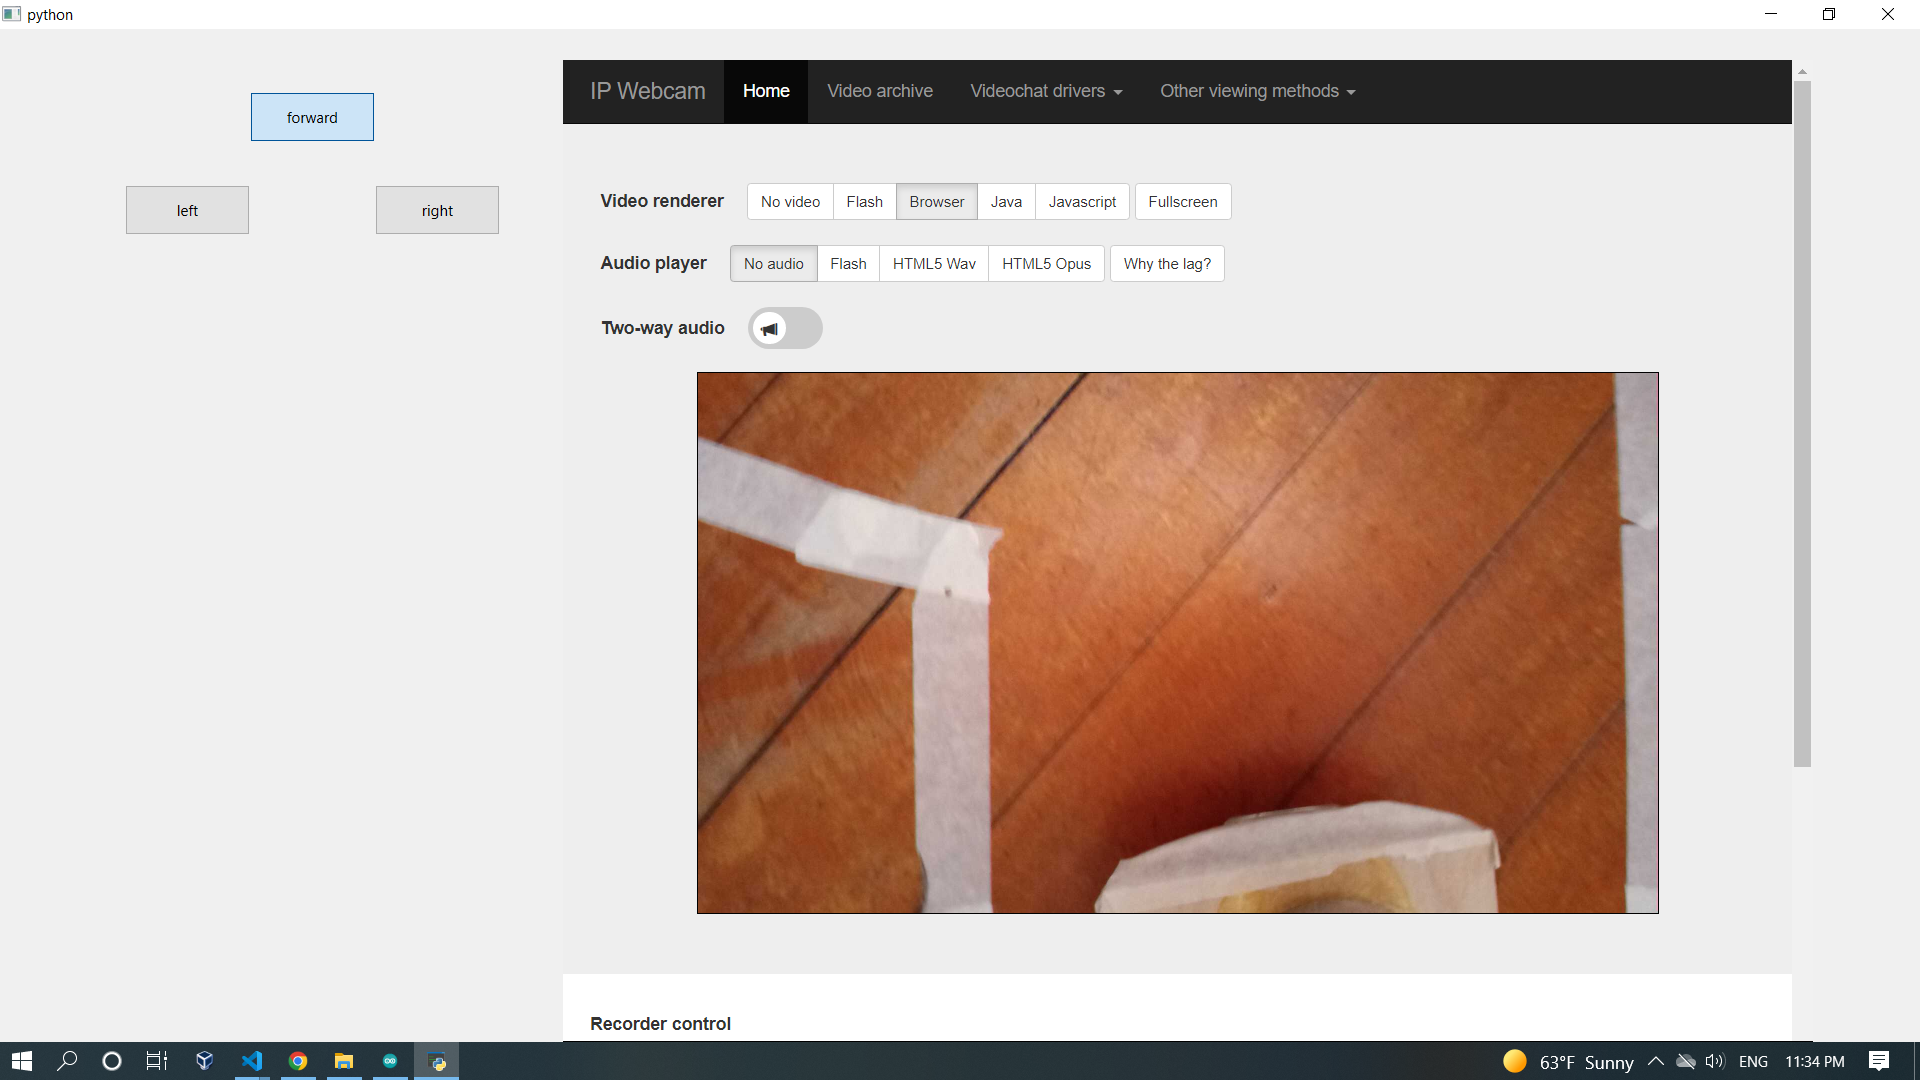 python
forward
left right
IP Webcam Home Video archive Videochat drivers Other viewing methods
Video renderer No video Flash Browser Java Javascript Fullscreen
Audio player No audio Flash HTML5 Wav HTML5 Opus Why the lag?
Two-way audio
Recorder control
63°F Sunny ENG 11:34 PM